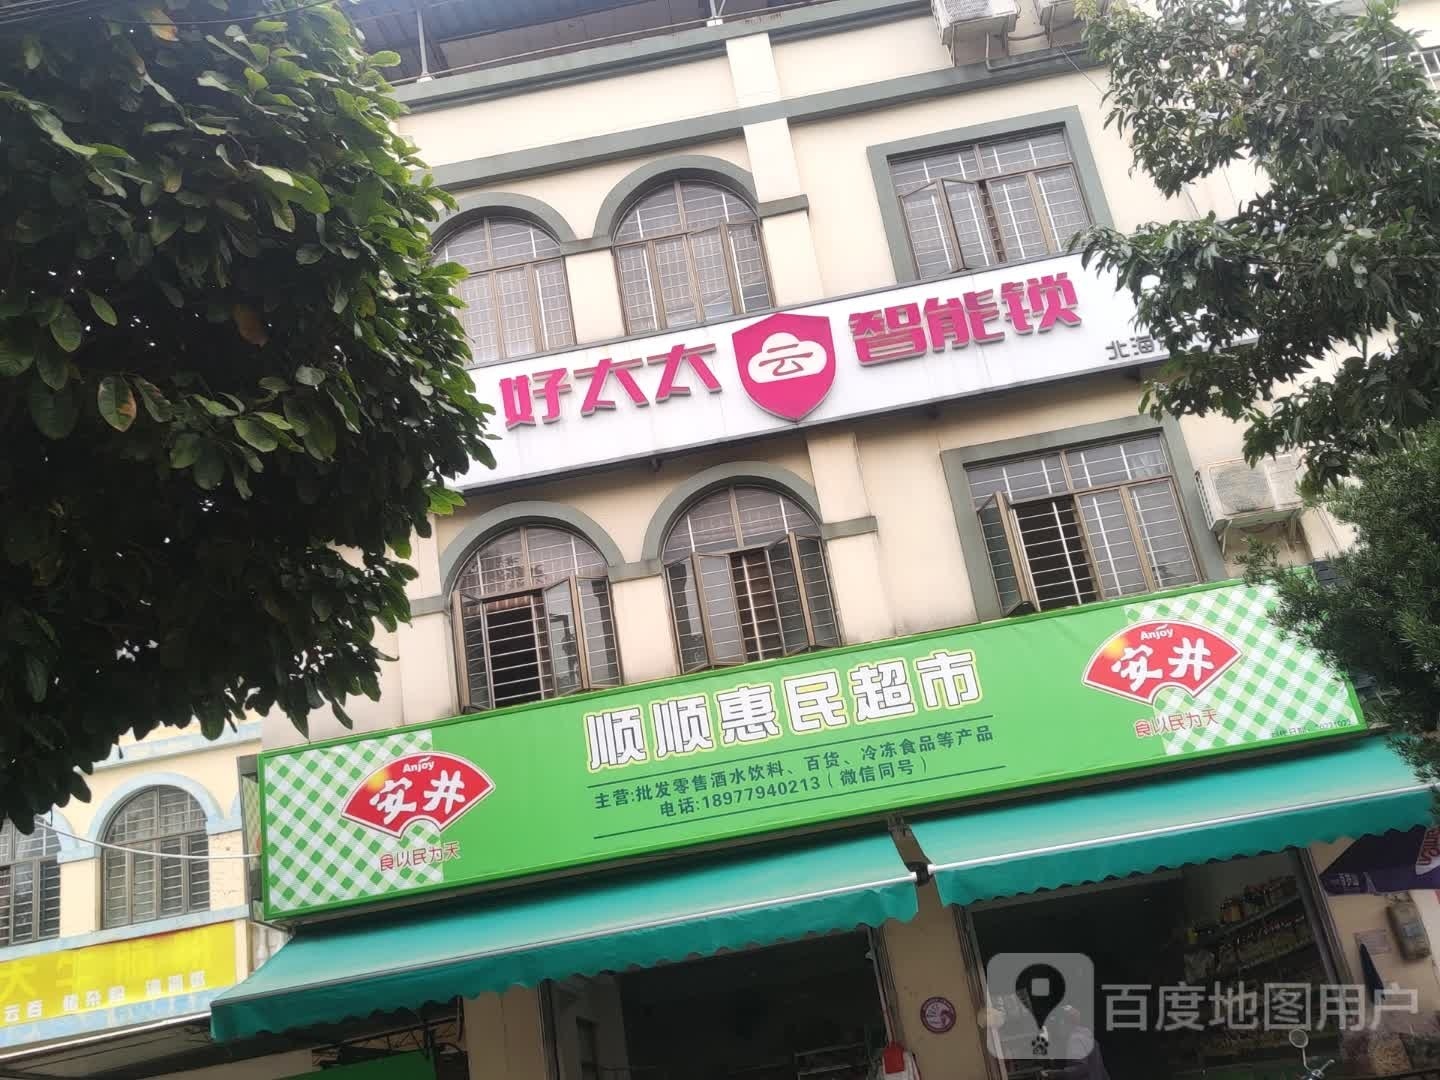 好太太 云 智能锁
北海
Anjoy
安井
食以民为天
顺顺惠民超市
主营:批发零售酒水饮料、百货、冷冻食品等产品
电话:18977940213（微信同号）
Anjoy
安井
食以民为天
百度地图用户